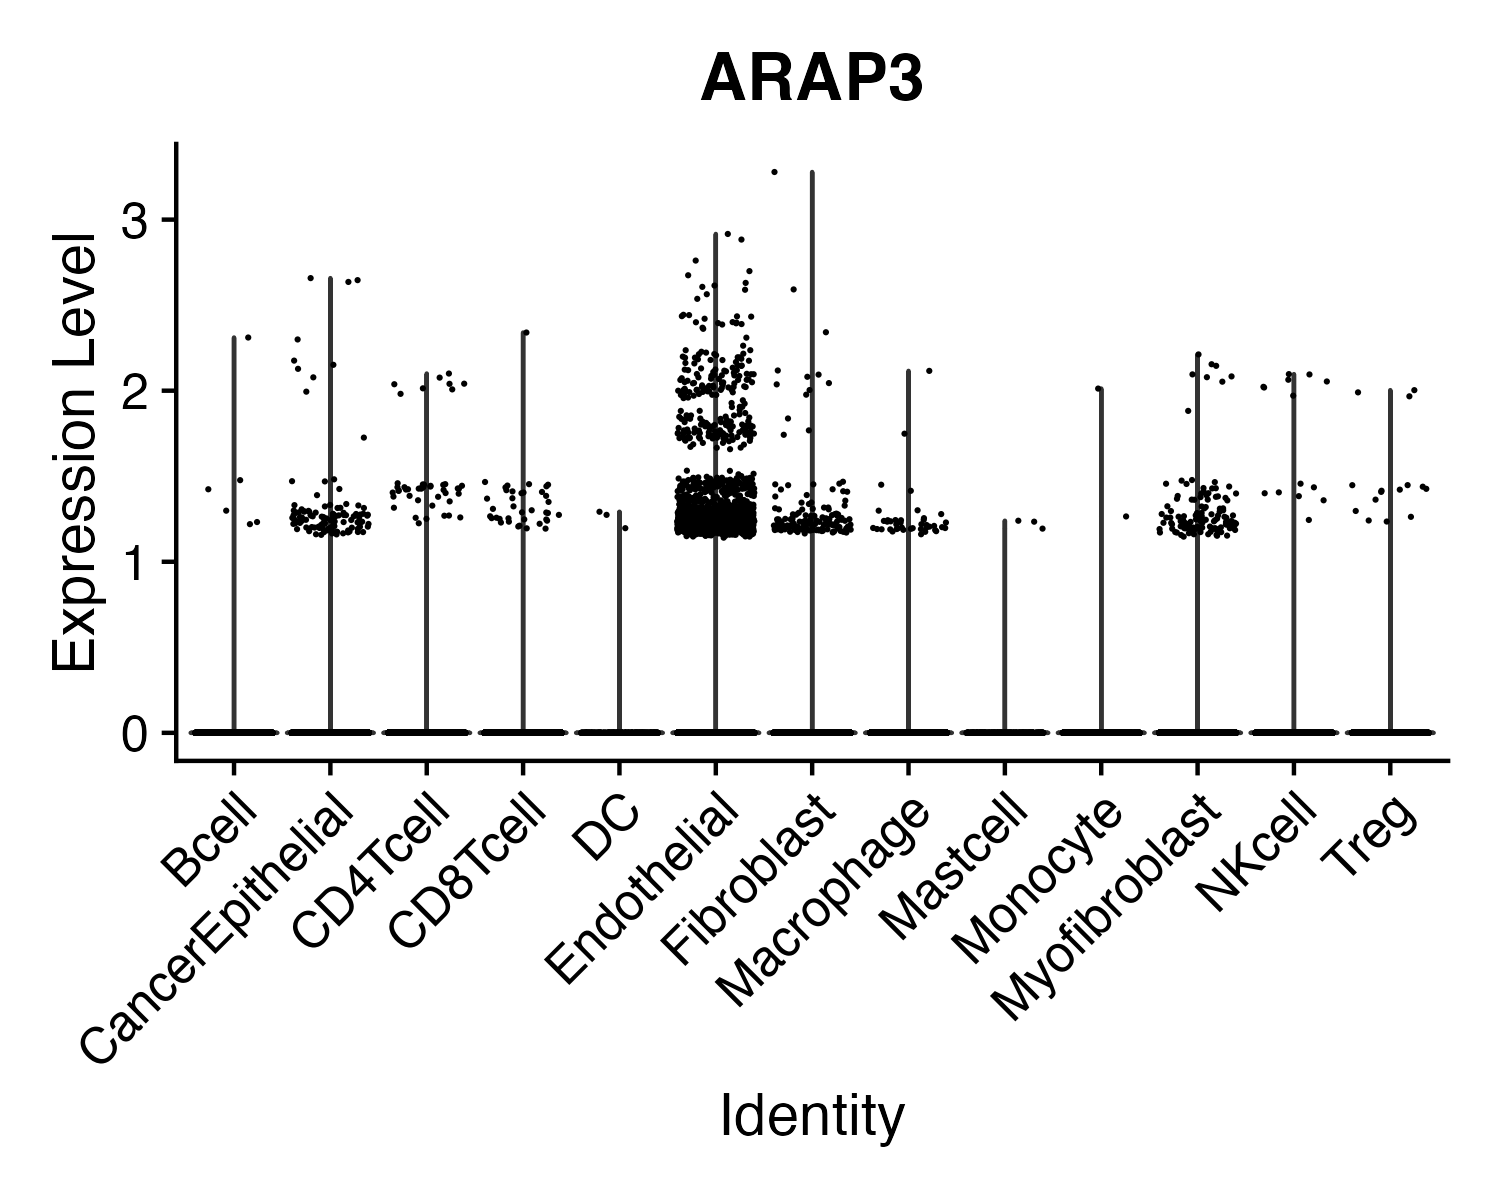 ARAP3
Expression Level
3
2
1
0
Bcell
CancerEpithelial
CD4Tcell
CD8Tcell
DC
Endothelial
Fibroblast
Macrophage
Mastcell
Monocyte
Myofibroblast
NKcell
Treg
Identity